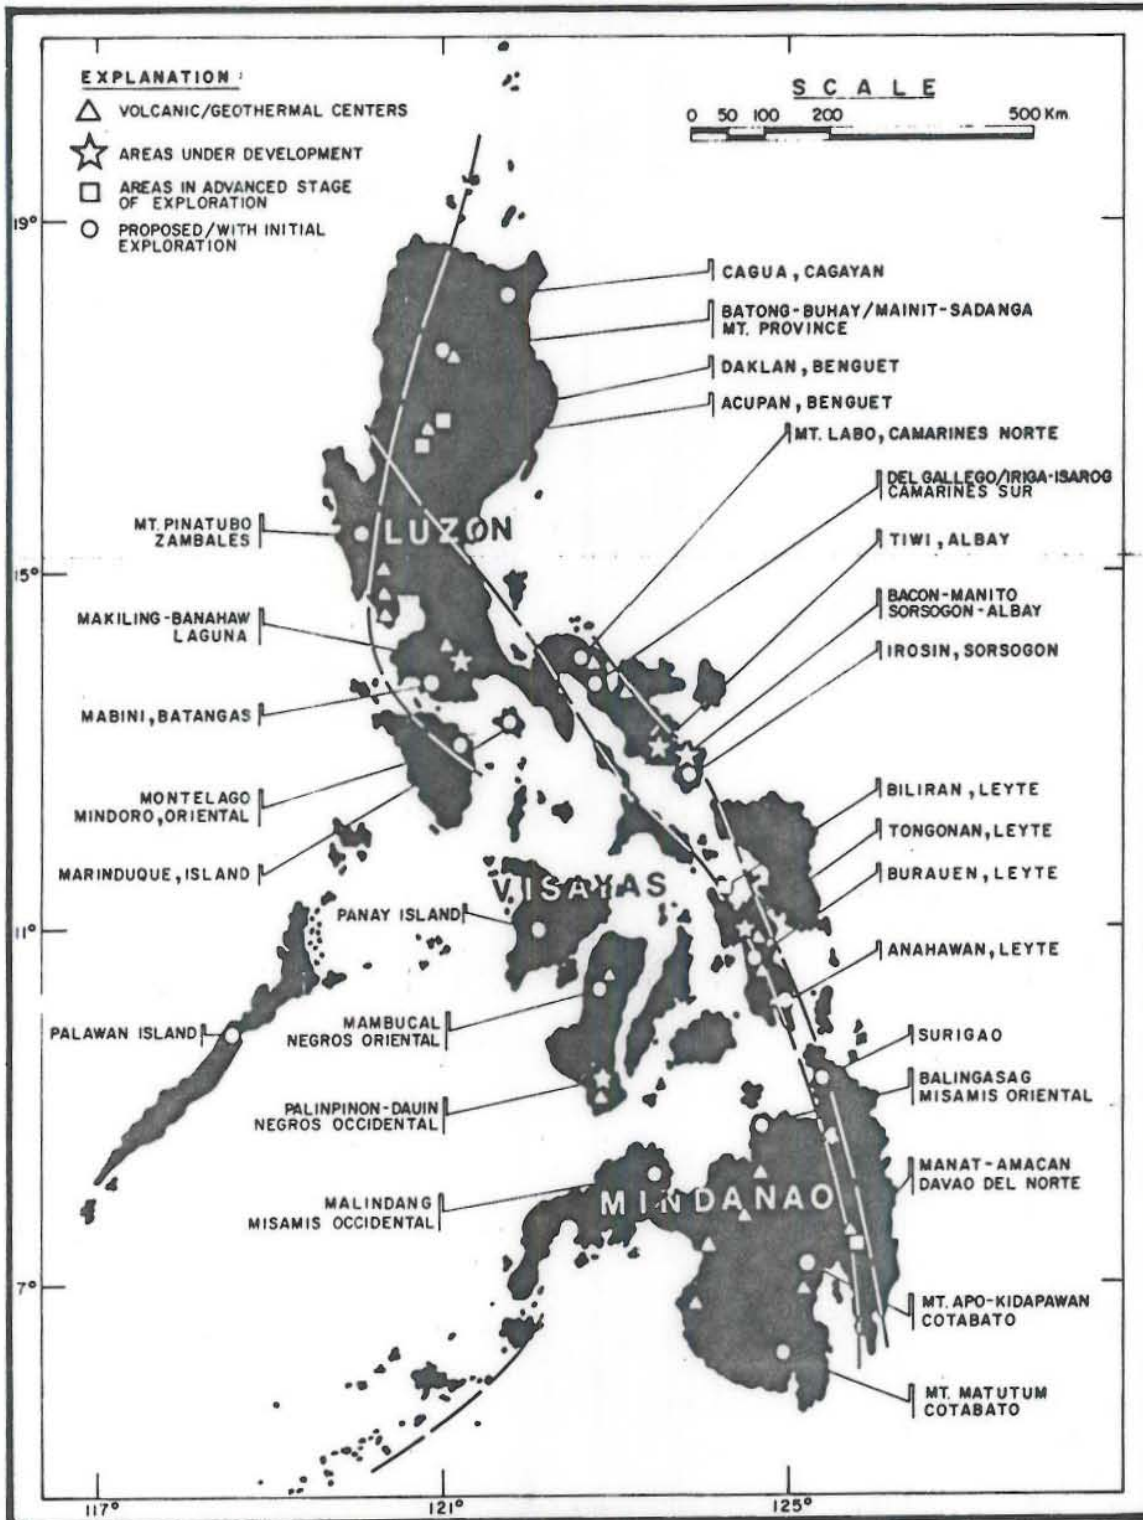 EXPLANATION:
VOLCANIC/GEOTHERMAL CENTERS
AREAS UNDER DEVELOPMENT
AREAS IN ADVANCED STAGE
OF EXPLORATION
PROPOSED/WITH INITIAL
EXPLORATION
SCALE
0 50 100 200 500 Km.
19°
15°
11°
7°
117°
121°
125°
CAGUA, CAGAYAN
BATONG-BUHAY/MAINIT-SADANGA
MT. PROVINCE
DAKLAN, BENGUET
ACUPAN, BENGUET
MT. LABO, CAMARINES NORTE
DEL GALLEGO/IRIGA-ISAROG
CAMARINES SUR
TIWI, ALBAY
BACON-MANITO
SORSOGON-ALBAY
IROSIN, SORSOGON
LUZON
MT. PINATUBO
ZAMBALES
MAKILING-BANAHAW
LAGUNA
MABINI, BATANGAS
MONTELAGO
MINDORO, ORIENTAL
MARINDUQUE, ISLAND
BILIRAN, LEYTE
TONGONAN, LEYTE
BURAUEN, LEYTE
ANAHAWAN, LEYTE
VISAYAS
PANAY ISLAND
PALAWAN ISLAND
MAMBUCAL
NEGROS ORIENTAL
PALINPINON-DAUIN
NEGROS OCCIDENTAL
MALINDANG
MISAMIS OCCIDENTAL
MINDANAO
SURIGAO
BALINGASAG
MISAMIS ORIENTAL
MANAT-AMACAN
DAVAO DEL NORTE
MT. APO-KIDAPAWAN
COTABATO
MT. MATUTUM
COTABATO